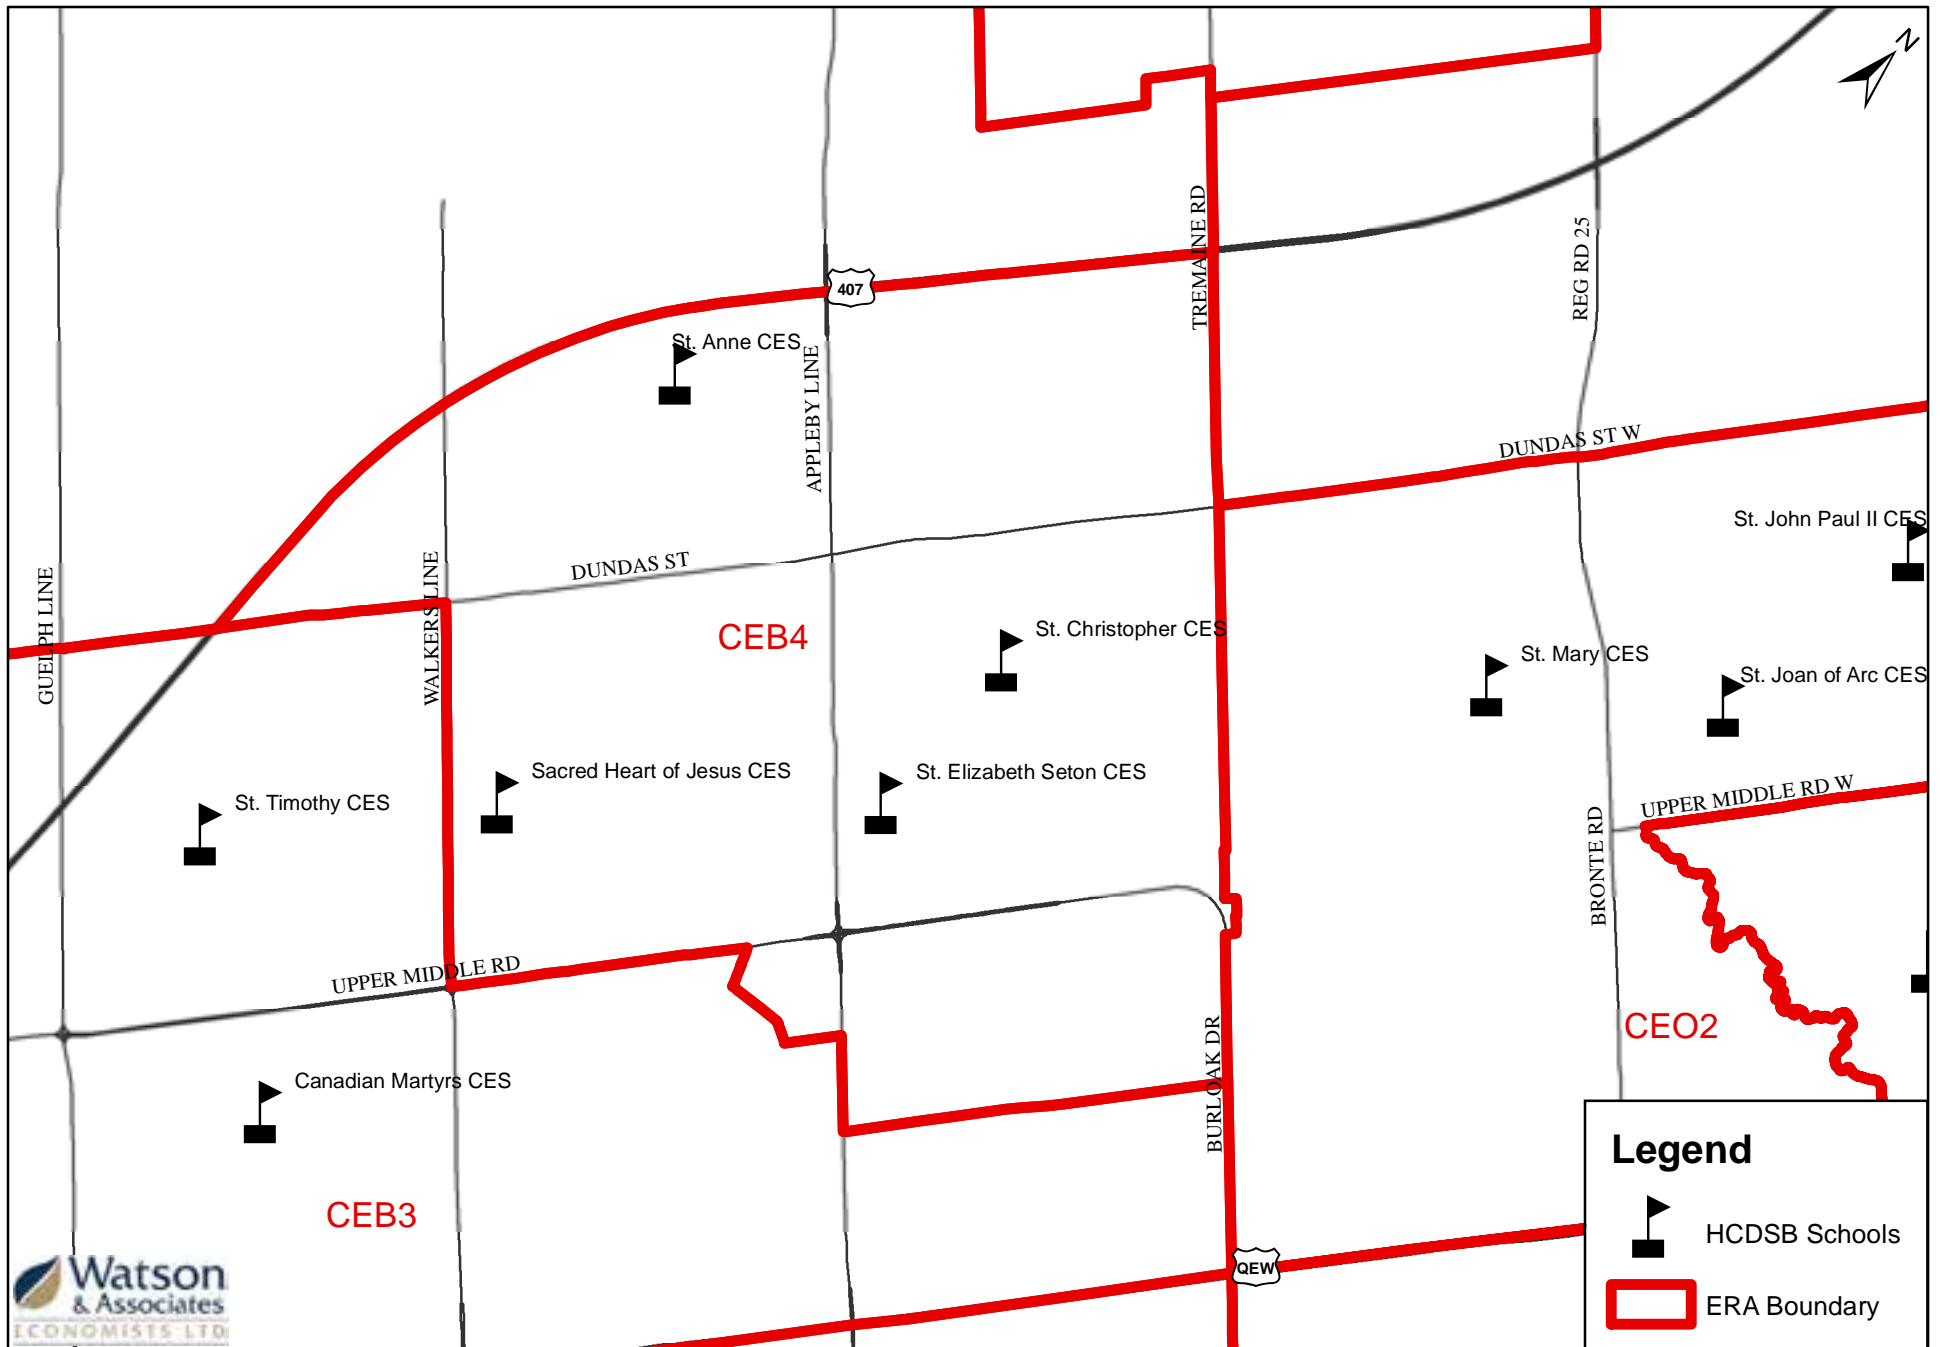 N
TREMAINE RD
REG RD 25
407
St. Anne CES
APPLEBY LINE
DUNDAS ST W
St. John Paul II CES
DUNDAS ST
WALKERS LINE
GUELPH LINE
CEB4
St. Christopher CES
St. Mary CES
St. Joan of Arc CES
Sacred Heart of Jesus CES
St. Elizabeth Seton CES
St. Timothy CES
UPPER MIDDLE RD W
BRONTE RD
UPPER MIDDLE RD
CEO2
BURLOAK DR
Canadian Martyrs CES
CEB3
QEW
Legend
HCDSB Schools
ERA Boundary
Watson
& Associates
ECONOMISTS LTD.